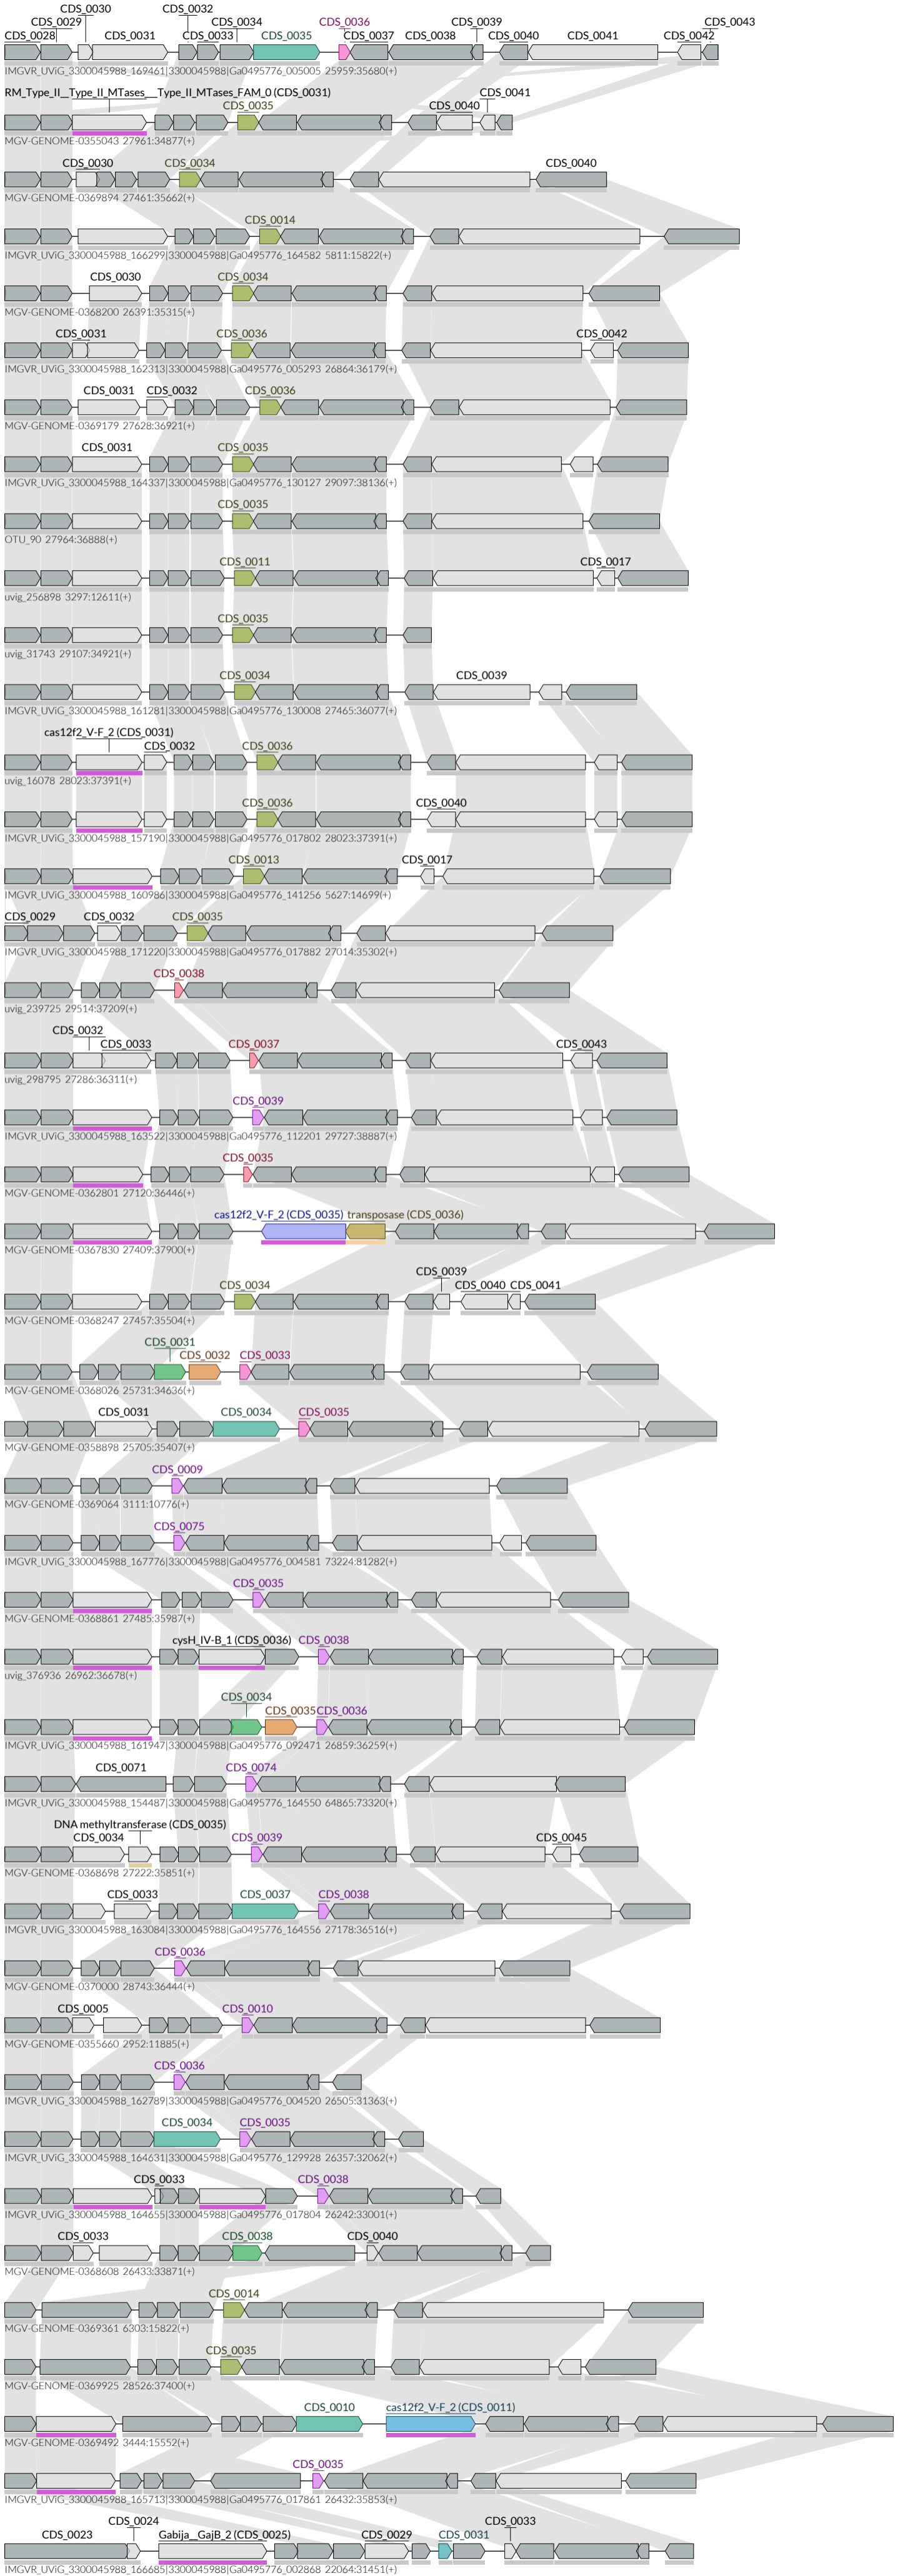 CDS_0030 CDS_0032 CDS_0036 CDS_0039 CDS_0043
CDS_0029 CDS_0034
CDS_0028 CDS_0031 CDS_0033 CDS_0035 CDS_0037 CDS_0038 CDS_0040 CDS_0041 CDS_0042
IMGVR_UViG_3300045988_169461|3300045988|Ga0495776_005005 25959:35680(+)
RM_Type_II__Type_II_MTases___Type_II_MTases_FAM_0 (CDS_0031) CDS_0041
CDS_0035 CDS_0040
MGV-GENOME-0355043 27961:34877(+)
CDS_0030 CDS_0034 CDS_0040
MGV-GENOME-0369894 27461:35662(+)
CDS_0014
IMGVR_UViG_3300045988_166299|3300045988|Ga0495776_164582 5811:15822(+)
CDS_0030 CDS_0034
MGV-GENOME-0368200 26391:35315(+)
CDS_0031 CDS_0036 CDS_0042
IMGVR_UViG_3300045988_162313|3300045988|Ga0495776_005293 26864:36179(+)
CDS_0031 CDS_0032 CDS_0036
MGV-GENOME-0369179 27628:36921(+)
CDS_0031 CDS_0035
IMGVR_UViG_3300045988_164337|3300045988|Ga0495776_130127 29097:38136(+)
CDS_0035
OTU_90 27964:36888(+)
CDS_0011 CDS_0017
uvig_256898 3297:12611(+)
CDS_0035
uvig_31743 29107:34921(+)
CDS_0034 CDS_0039
IMGVR_UViG_3300045988_161281|3300045988|Ga0495776_130008 27465:36077(+)
cas12f2_V-F_2 (CDS_0031)
CDS_0032 CDS_0036
uvig_16078 28023:37391(+)
CDS_0036 CDS_0040
IMGVR_UViG_3300045988_157190|3300045988|Ga0495776_017802 28023:37391(+)
CDS_0013 CDS_0017
IMGVR_UViG_3300045988_160986|3300045988|Ga0495776_141256 5627:14699(+)
CDS_0029 CDS_0032 CDS_0035
IMGVR_UViG_3300045988_171220|3300045988|Ga0495776_017882 27014:35302(+)
CDS_0038
uvig_239725 29514:37209(+)
CDS_0032
CDS_0033 CDS_0037 CDS_0043
uvig_298795 27286:36311(+)
CDS_0039
IMGVR_UViG_3300045988_163522|3300045988|Ga0495776_112201 29727:38887(+)
CDS_0035
MGV-GENOME-0362801 27120:36446(+)
cas12f2_V-F_2 (CDS_0035) transposase (CDS_0036)
MGV-GENOME-0367830 27409:37900(+)
CDS_0039
CDS_0034 CDS_0040 CDS_0041
MGV-GENOME-0368247 27457:35504(+)
CDS_0031
CDS_0032 CDS_0033
MGV-GENOME-0368026 25731:34636(+)
CDS_0031 CDS_0034 CDS_0035
MGV-GENOME-0358898 25705:35407(+)
CDS_0009
MGV-GENOME-0369064 3111:10776(+)
CDS_0075
IMGVR_UViG_3300045988_167776|3300045988|Ga0495776_004581 73224:81282(+)
CDS_0035
MGV-GENOME-0368861 27485:35987(+)
cysH_IV-B_1 (CDS_0036) CDS_0038
uvig_376936 26962:36678(+)
CDS_0034
CDS_0035 CDS_0036
IMGVR_UViG_3300045988_161947|3300045988|Ga0495776_092471 26859:36259(+)
CDS_0071 CDS_0074
IMGVR_UViG_3300045988_154487|3300045988|Ga0495776_164550 64865:73320(+)
DNA methyltransferase (CDS_0035)
CDS_0034 CDS_0039 CDS_0045
MGV-GENOME-0368698 27222:35851(+)
CDS_0033 CDS_0037 CDS_0038
IMGVR_UViG_3300045988_163084|3300045988|Ga0495776_164556 27178:36516(+)
CDS_0036
MGV-GENOME-0370000 28743:36444(+)
CDS_0005 CDS_0010
MGV-GENOME-0355660 2952:11885(+)
CDS_0036
IMGVR_UViG_3300045988_162789|3300045988|Ga0495776_004520 26505:31363(+)
CDS_0034 CDS_0035
IMGVR_UViG_3300045988_164631|3300045988|Ga0495776_129928 26357:32062(+)
CDS_0033 CDS_0038
IMGVR_UViG_3300045988_164655|3300045988|Ga0495776_017804 26242:33001(+)
CDS_0033 CDS_0038 CDS_0040
MGV-GENOME-0368608 26433:33871(+)
CDS_0014
MGV-GENOME-0369361 6303:15822(+)
CDS_0035
MGV-GENOME-0369925 28526:37400(+)
CDS_0010 cas12f2_V-F_2 (CDS_0011)
MGV-GENOME-0369492 3444:15552(+)
CDS_0035
IMGVR_UViG_3300045988_165713|3300045988|Ga0495776_017861 26432:35853(+)
CDS_0024 CDS_0033
CDS_0023 Gabija__GajB_2 (CDS_0025) CDS_0029 CDS_0031
IMGVR_UViG_3300045988_166685|3300045988|Ga0495776_002868 22064:31451(+)